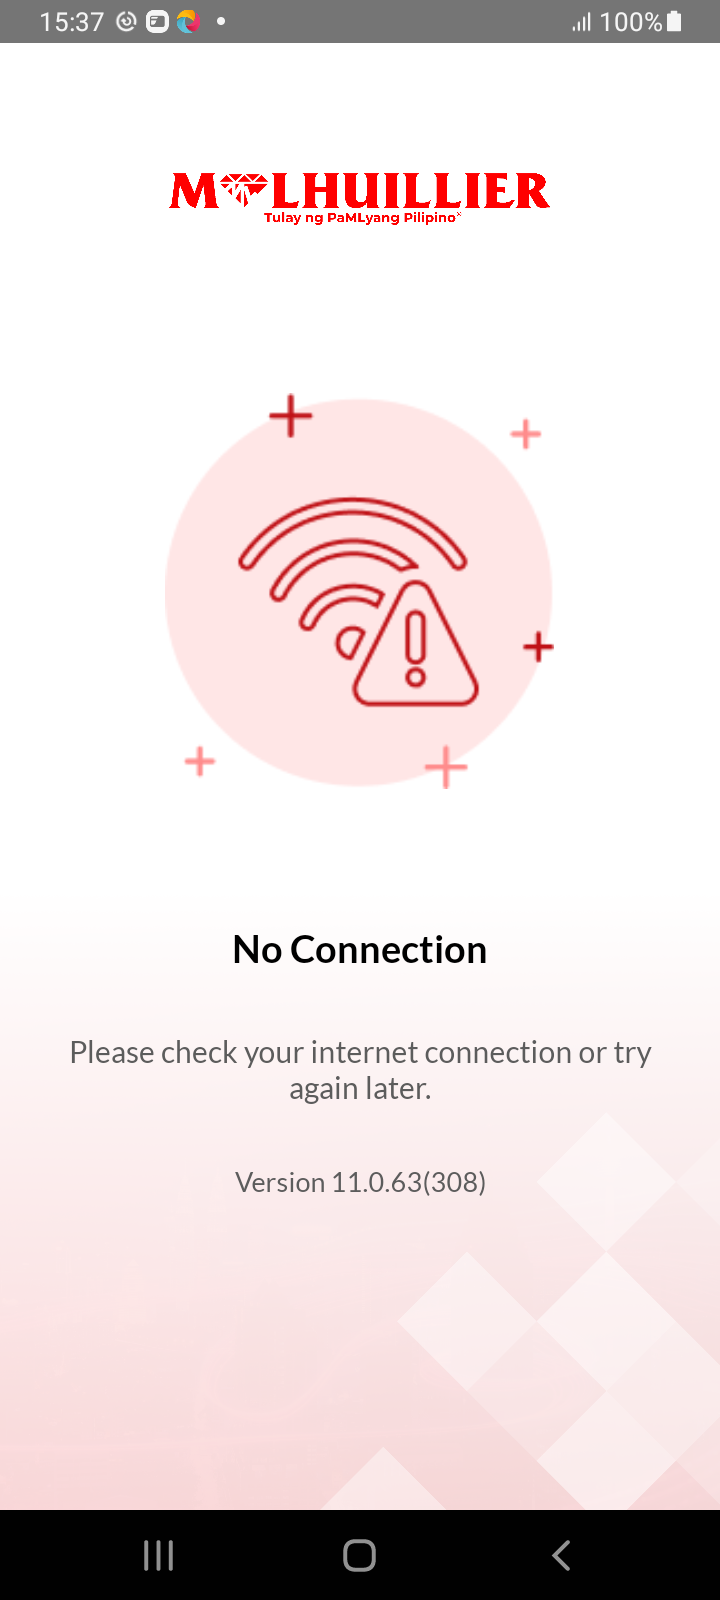 15:37
100%
M LHUILLIER
Tulay ng PaMLyang Pilipino
No Connection
Please check your internet connection or try
again later.
Version 11.0.63(308)